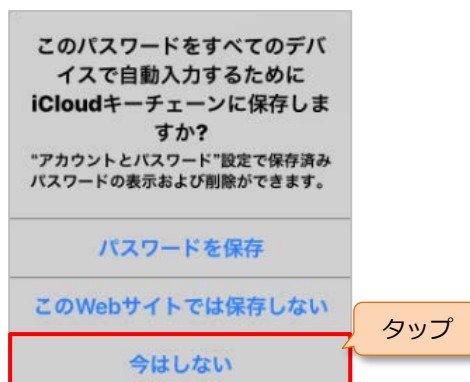 このパスワードをすべてのデバ
イスで自動入力するために
iCloudキーチェーンに保存しま
すか?
“アカウントとパスワード”設定で保存済み
パスワードの表示および削除ができます。
パスワードを保存
このWebサイトでは保存しない
タップ
今はしない